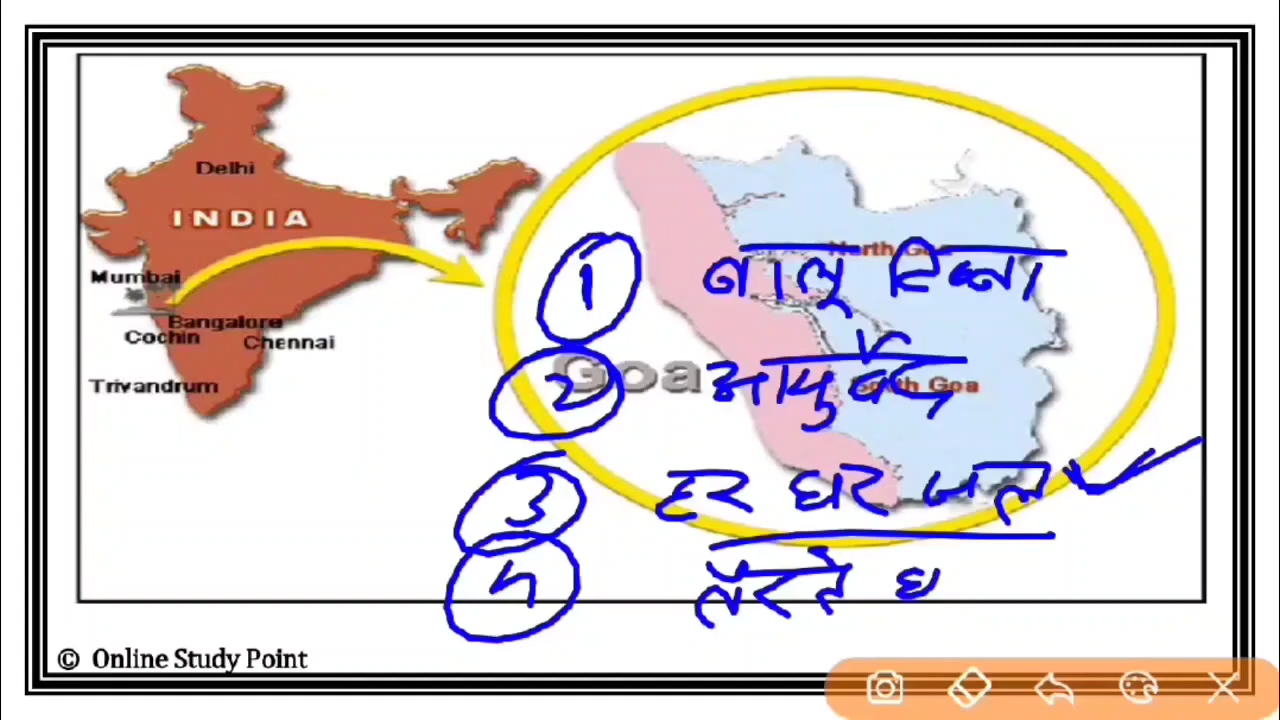 Delhi
INDIA
Mumbai
Bangalore
Cochin
Chennai
Trivandrum
North Goa
Goa
South Goa
1
2
3 हर घर जल
4
© Online Study Point